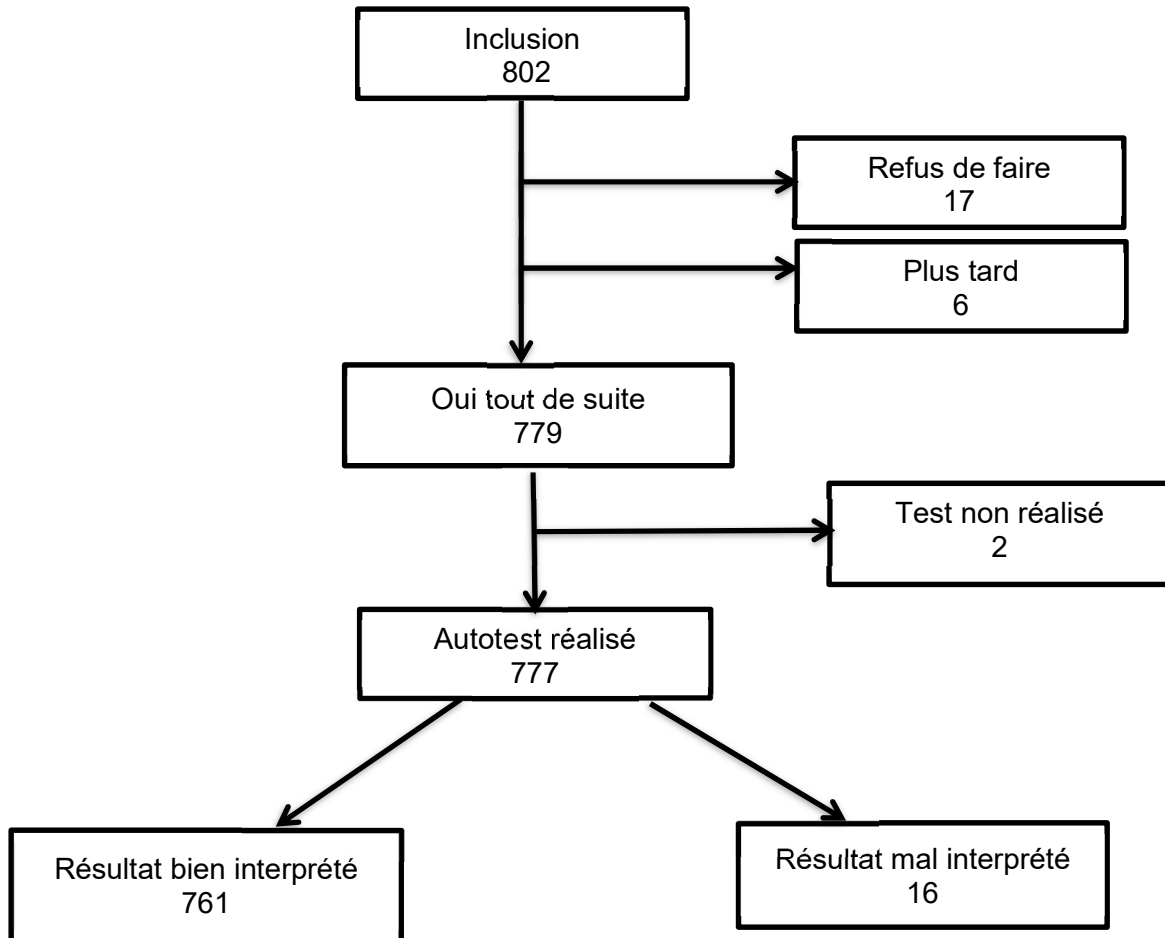 Inclusion
802
Refus de faire
17
Plus tard
6
Oui tout de suite
779
Test non réalisé
2
Autotest réalisé
777
Résultat bien interprété
761
Résultat mal interprété
16